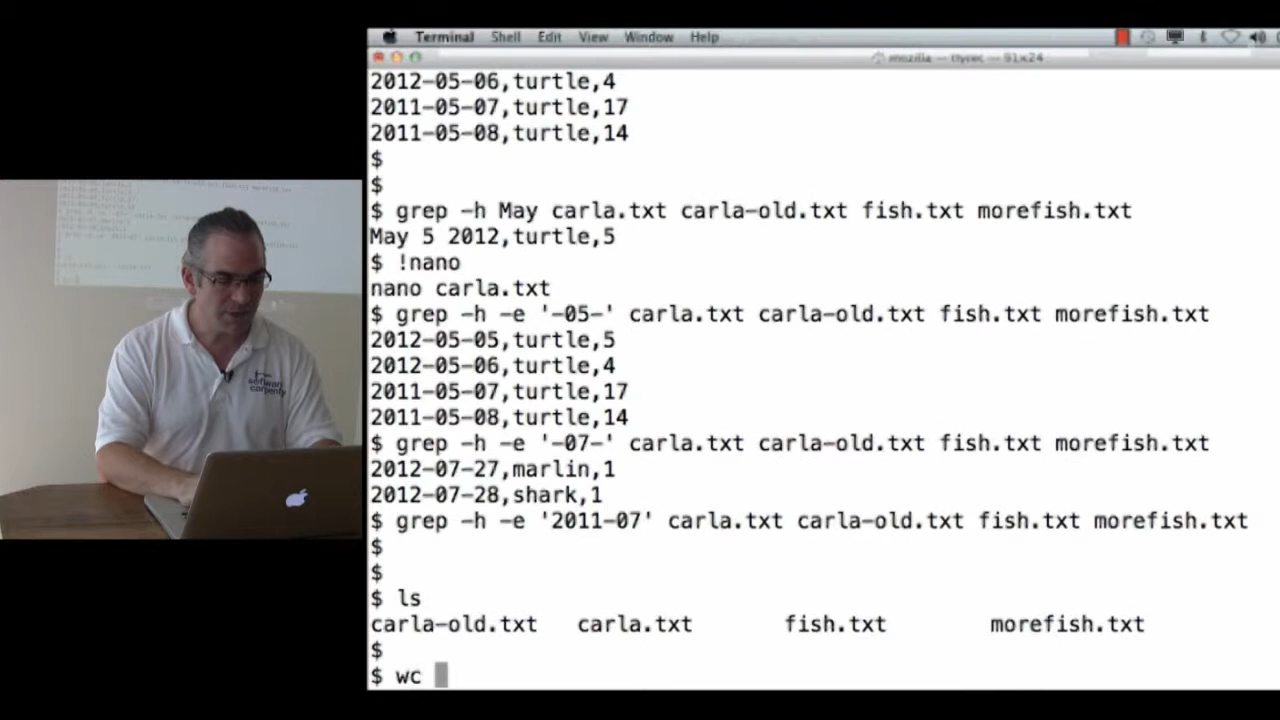 Terminal Shell Edit View Window Help
2012-05-06,turtle,4
2011-05-07,turtle,17
2011-05-08,turtle,14
$
$
$ grep -h May carla.txt carla-old.txt fish.txt morefish.txt
May 5 2012,turtle,5
$ !nano
nano carla.txt
$ grep -h -e '-05-' carla.txt carla-old.txt fish.txt morefish.txt
2012-05-05,turtle,5
2012-05-06,turtle,4
2011-05-07,turtle,17
2011-05-08,turtle,14
$ grep -h -e '-07-' carla.txt carla-old.txt fish.txt morefish.txt
2012-07-27,marlin,1
2012-07-28,shark,1
$ grep -h -e '2011-07' carla.txt carla-old.txt fish.txt morefish.txt
$
$
$ ls
carla-old.txt carla.txt fish.txt morefish.txt
$
$ wc
software
carpentry